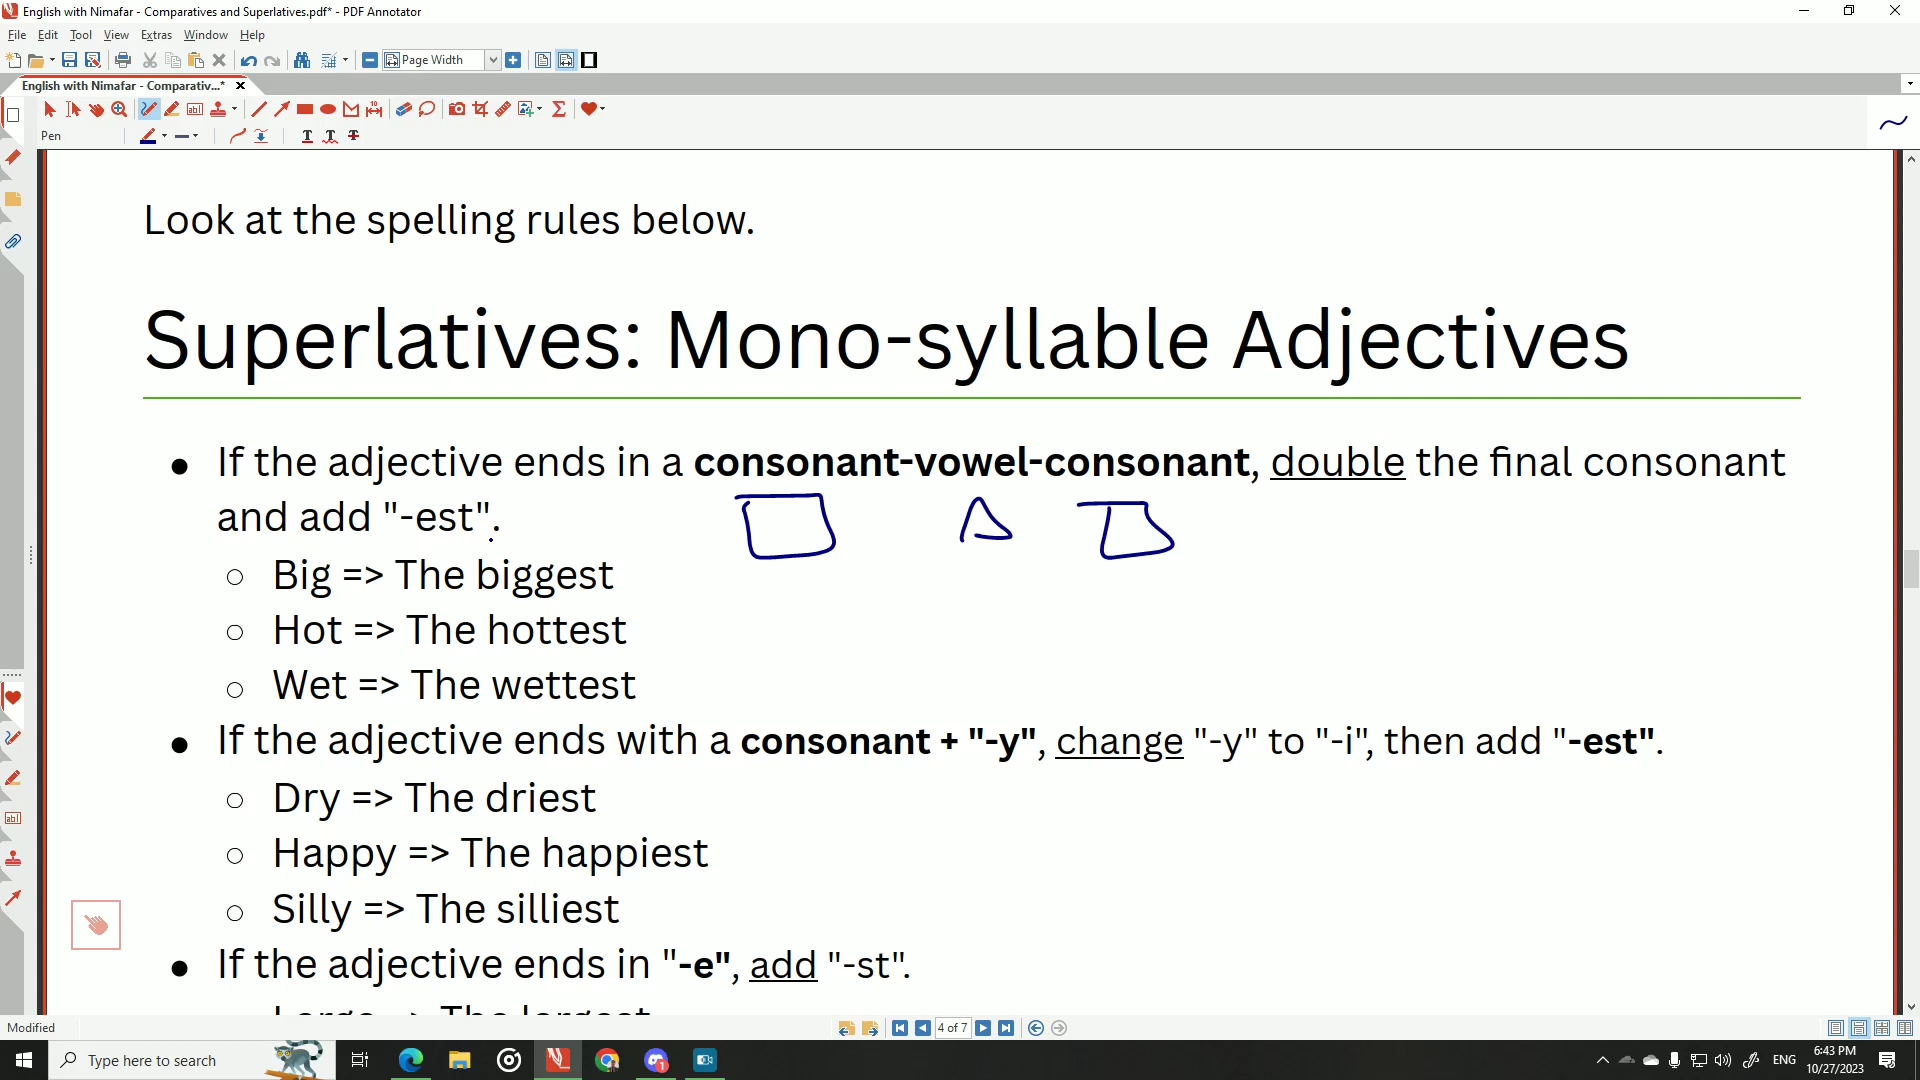 English with Nimafar - Comparatives and Superlatives.pdf* - PDF Annotator
File Edit Tool View Extras Window Help
Page Width
English with Nimafar - Comparativ...*
Pen
Look at the spelling rules below.
Superlatives: Mono-syllable Adjectives
● If the adjective ends in a consonant-vowel-consonant, double the final consonant
and add "-est".
○ Big => The biggest
○ Hot => The hottest
○ Wet => The wettest
● If the adjective ends with a consonant + "-y", change "-y" to "-i", then add "-est".
○ Dry => The driest
○ Happy => The happiest
○ Silly => The silliest
● If the adjective ends in "-e", add "-st".
Large => The largest
Modified
4 of 7
Type here to search
ENG
6:43 PM
10/27/2023